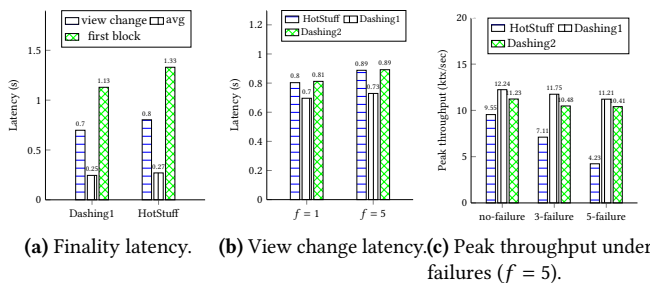 view change
avg
first block
Latency (s)
1.5
1
0.5
0
0.7
0.25
1.13
0.8
0.27
1.33
Dashing1
HotStuff
(a) Finality latency.
HotStuff
Dashing1
Dashing2
Latency (s)
1.2
1
0.8
0.6
0.4
0.2
0
0.8
0.7
0.81
0.89
0.73
0.89
f = 1
f = 5
(b) View change latency.
HotStuff
Dashing1
Dashing2
Peak throughput (ktx/sec)
20
15
10
5
0
9.55
12.24
11.23
7.11
11.75
10.48
4.23
11.21
10.41
no-failure
3-failure
5-failure
(c) Peak throughput under
failures (f = 5).